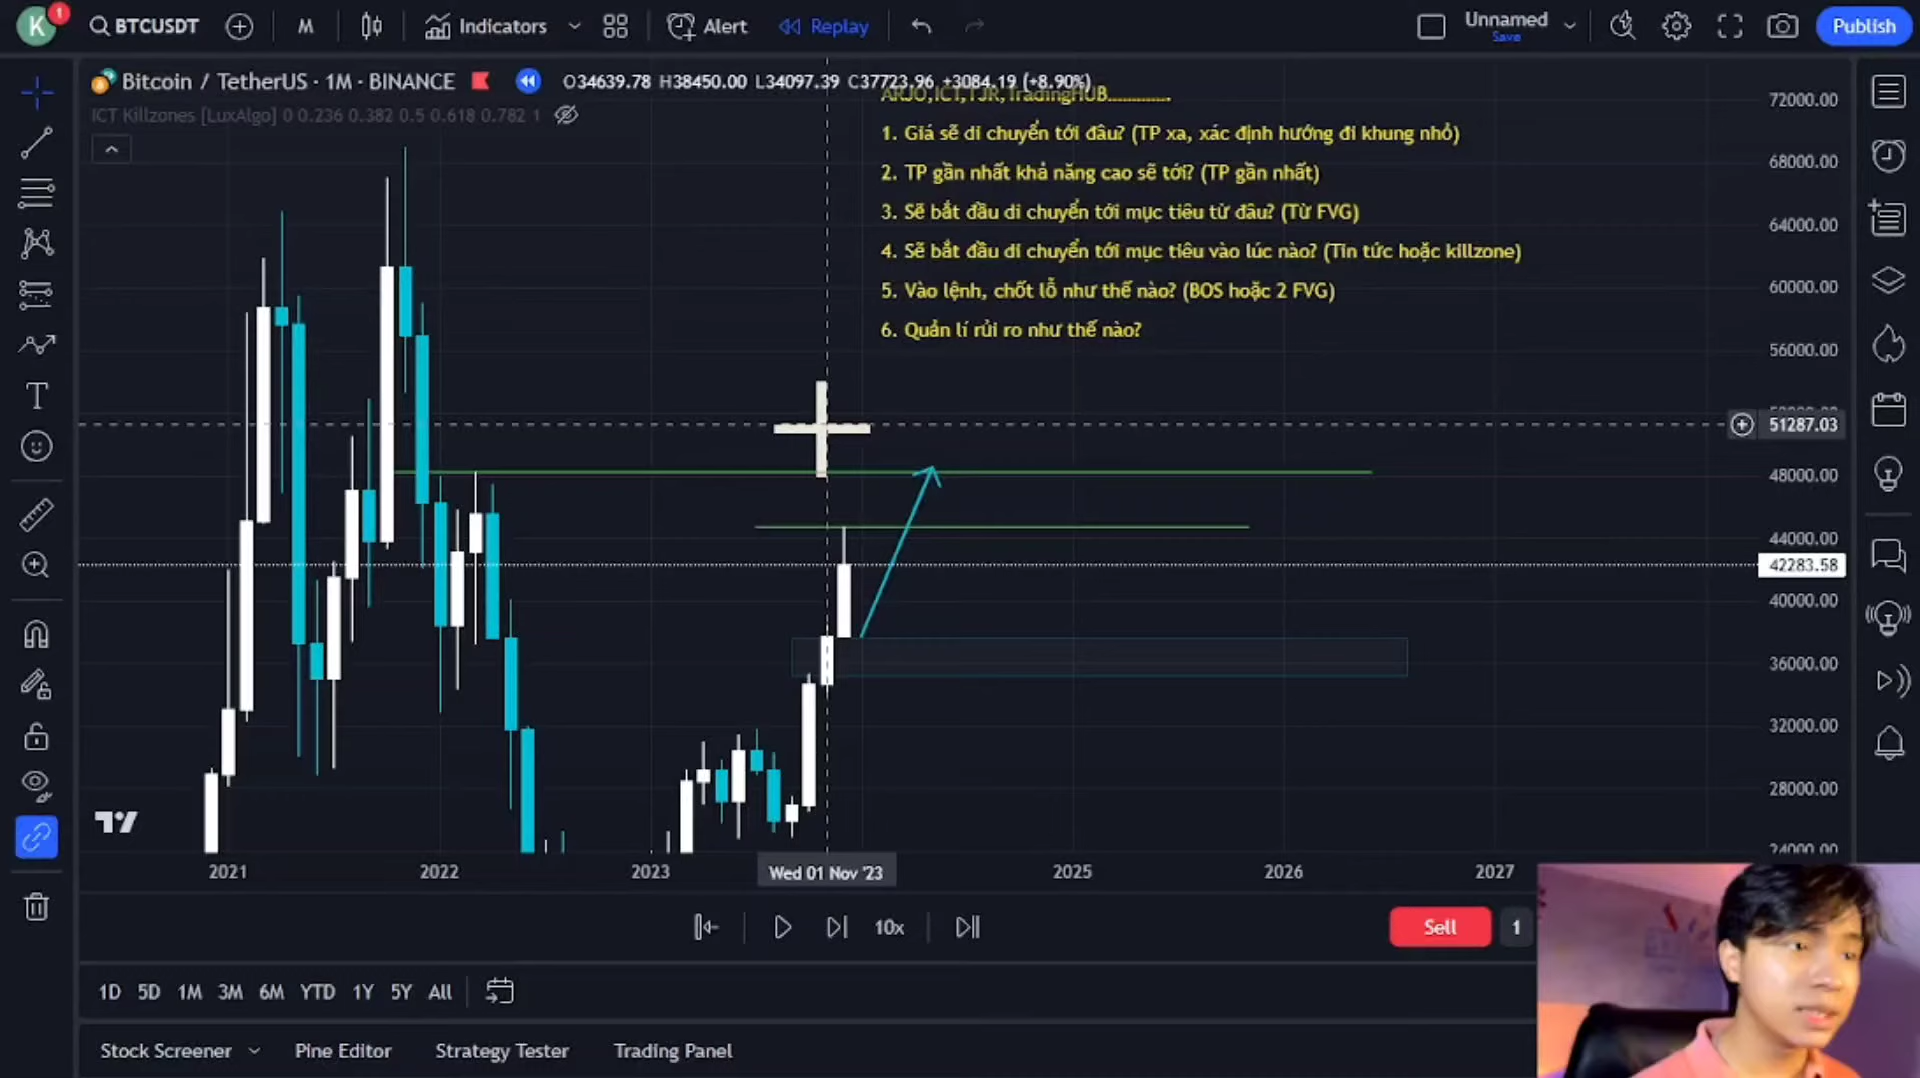 K 1 BTCUSDT M Indicators Alert Replay Unnamed Publish
Save
Bitcoin / TetherUS · 1M · BINANCE O34639.78 H38450.00 L34097.39 C37723.96 +3084.19 (+8.90%)
ARJO,ICT,TJR,TradingHUB.............
ICT Killzones [LuxAlgo] 0 0.236 0.382 0.5 0.618 0.782 1
1. Giá sẽ di chuyển tới đâu? (TP xa, xác định hướng đi khung nhỏ)
2. TP gần nhất khả năng cao sẽ tới? (TP gần nhất)
3. Sẽ bắt đầu di chuyển tới mục tiêu từ đâu? (Từ FVG)
4. Sẽ bắt đầu di chuyển tới mục tiêu vào lúc nào? (Tin tức hoặc killzone)
5. Vào lệnh, chốt lỗ như thế nào? (BOS hoặc 2 FVG)
6. Quản lí rủi ro như thế nào?
72000.00
68000.00
64000.00
60000.00
56000.00
51287.03
48000.00
44000.00
42283.58
40000.00
36000.00
32000.00
28000.00
24000.00
2021 2022 2023 Wed 01 Nov '23 2025 2026 2027
10x Sell 1
1D 5D 1M 3M 6M YTD 1Y 5Y All
Stock Screener Pine Editor Strategy Tester Trading Panel